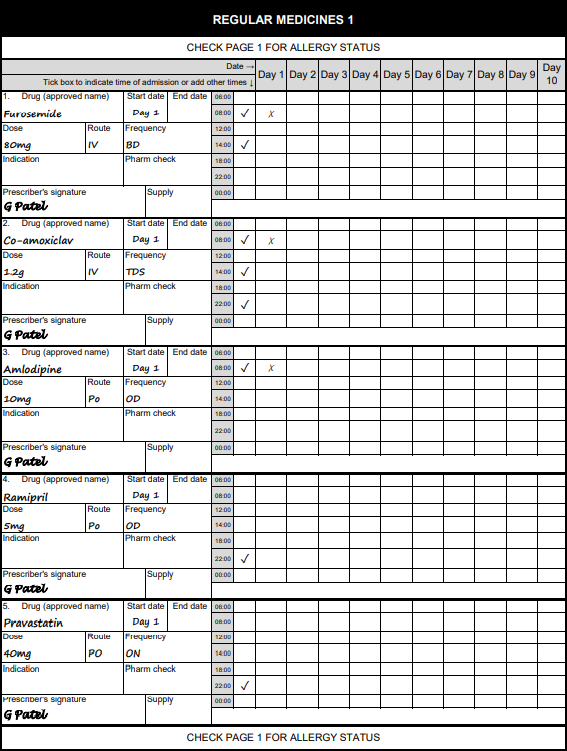 REGULAR MEDICINES 1
CHECK PAGE 1 FOR ALLERGY STATUS
Date → Day 1 Day 2 Day 3 Day 4 Day 5 Day 6 Day 7 Day 8 Day 9 Day 10
Tick box to indicate time of admission or add other times ↓
1. Drug (approved name) Start date End date 06:00
Furosemide Day 1 08:00 ✓ x
Dose Route Frequency 12:00
80mg IV BD 14:00 ✓
Indication Pharm check 18:00
22:00
Prescriber's signature Supply 00:00
G Patel
2. Drug (approved name) Start date End date 06:00
Co-amoxiclav Day 1 08:00 ✓ x
Dose Route Frequency 12:00
1.2g IV TDS 14:00 ✓
Indication Pharm check 18:00
22:00 ✓
Prescriber's signature Supply 00:00
G Patel
3. Drug (approved name) Start date End date 06:00
Amlodipine Day 1 08:00 ✓ x
Dose Route Frequency 12:00
10mg Po OD 14:00
Indication Pharm check 18:00
22:00
Prescriber's signature Supply 00:00
G Patel
4. Drug (approved name) Start date End date 06:00
Ramipril Day 1 08:00
Dose Route Frequency 12:00
5mg Po OD 14:00
Indication Pharm check 18:00
22:00 ✓
Prescriber's signature Supply 00:00
G Patel
5. Drug (approved name) Start date End date 06:00
Pravastatin Day 1 08:00
Dose Route Frequency 12:00
40mg PO ON 14:00
Indication Pharm check 18:00
22:00 ✓
Prescriber's signature Supply 00:00
G Patel
CHECK PAGE 1 FOR ALLERGY STATUS